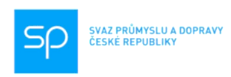 SP
SVAZ PRŮMYSLU A DOPRAVY
ČESKÉ REPUBLIKY